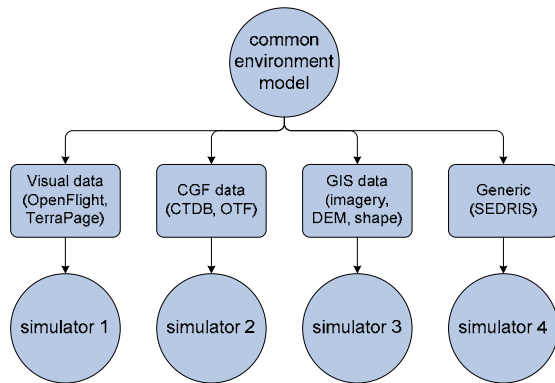 common
environment
model
Visual data
(OpenFlight,
TerraPage)
CGF data
(CTDB, OTF)
GIS data
(imagery,
DEM, shape)
Generic
(SEDRIS)
simulator 1
simulator 2
simulator 3
simulator 4